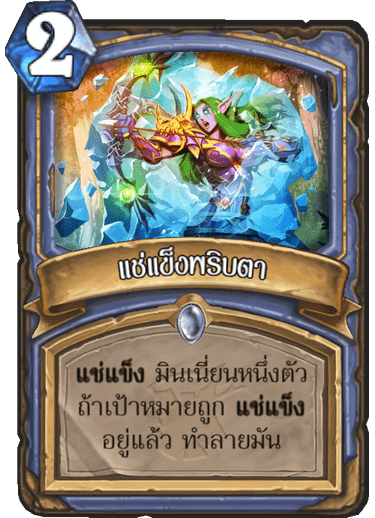 2
แช่แข็งพริบตา
แช่แข็ง มินเนี่ยนหนึ่งตัว
ถ้าเป้าหมายถูก แช่แข็ง
อยู่แล้ว ทำลายมัน